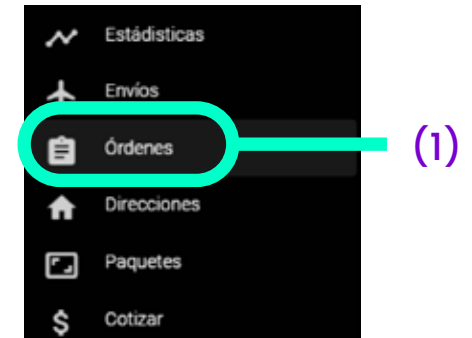 Estádisticas
Envíos
Órdenes
(1)
Direcciones
Paquetes
Cotizar